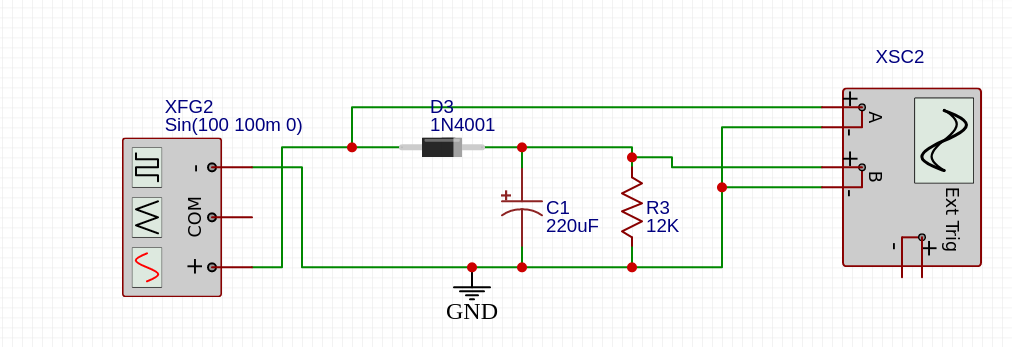 XSC2
XFG2
Sin(100 100m 0)
D3
1N4001
+
A
-
-
COM
+
+
B
-
+
C1
220uF
R3
12K
Ext Trig
-
+
GND